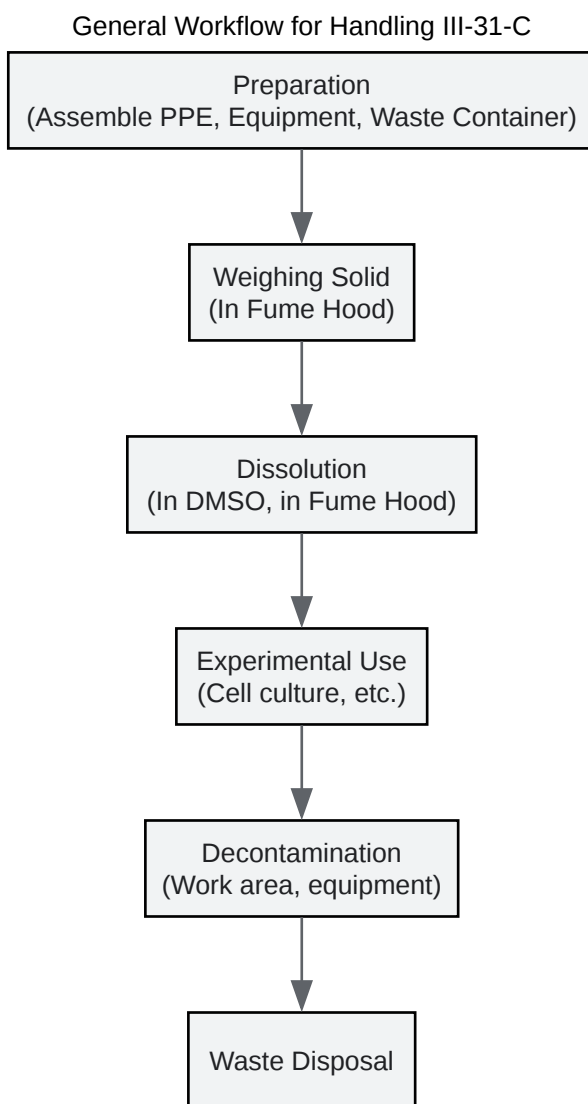 General Workflow for Handling III-31-C
Preparation
(Assemble PPE, Equipment, Waste Container)
Weighing Solid
(In Fume Hood)
Dissolution
(In DMSO, in Fume Hood)
Experimental Use
(Cell culture, etc.)
Decontamination
(Work area, equipment)
Waste Disposal